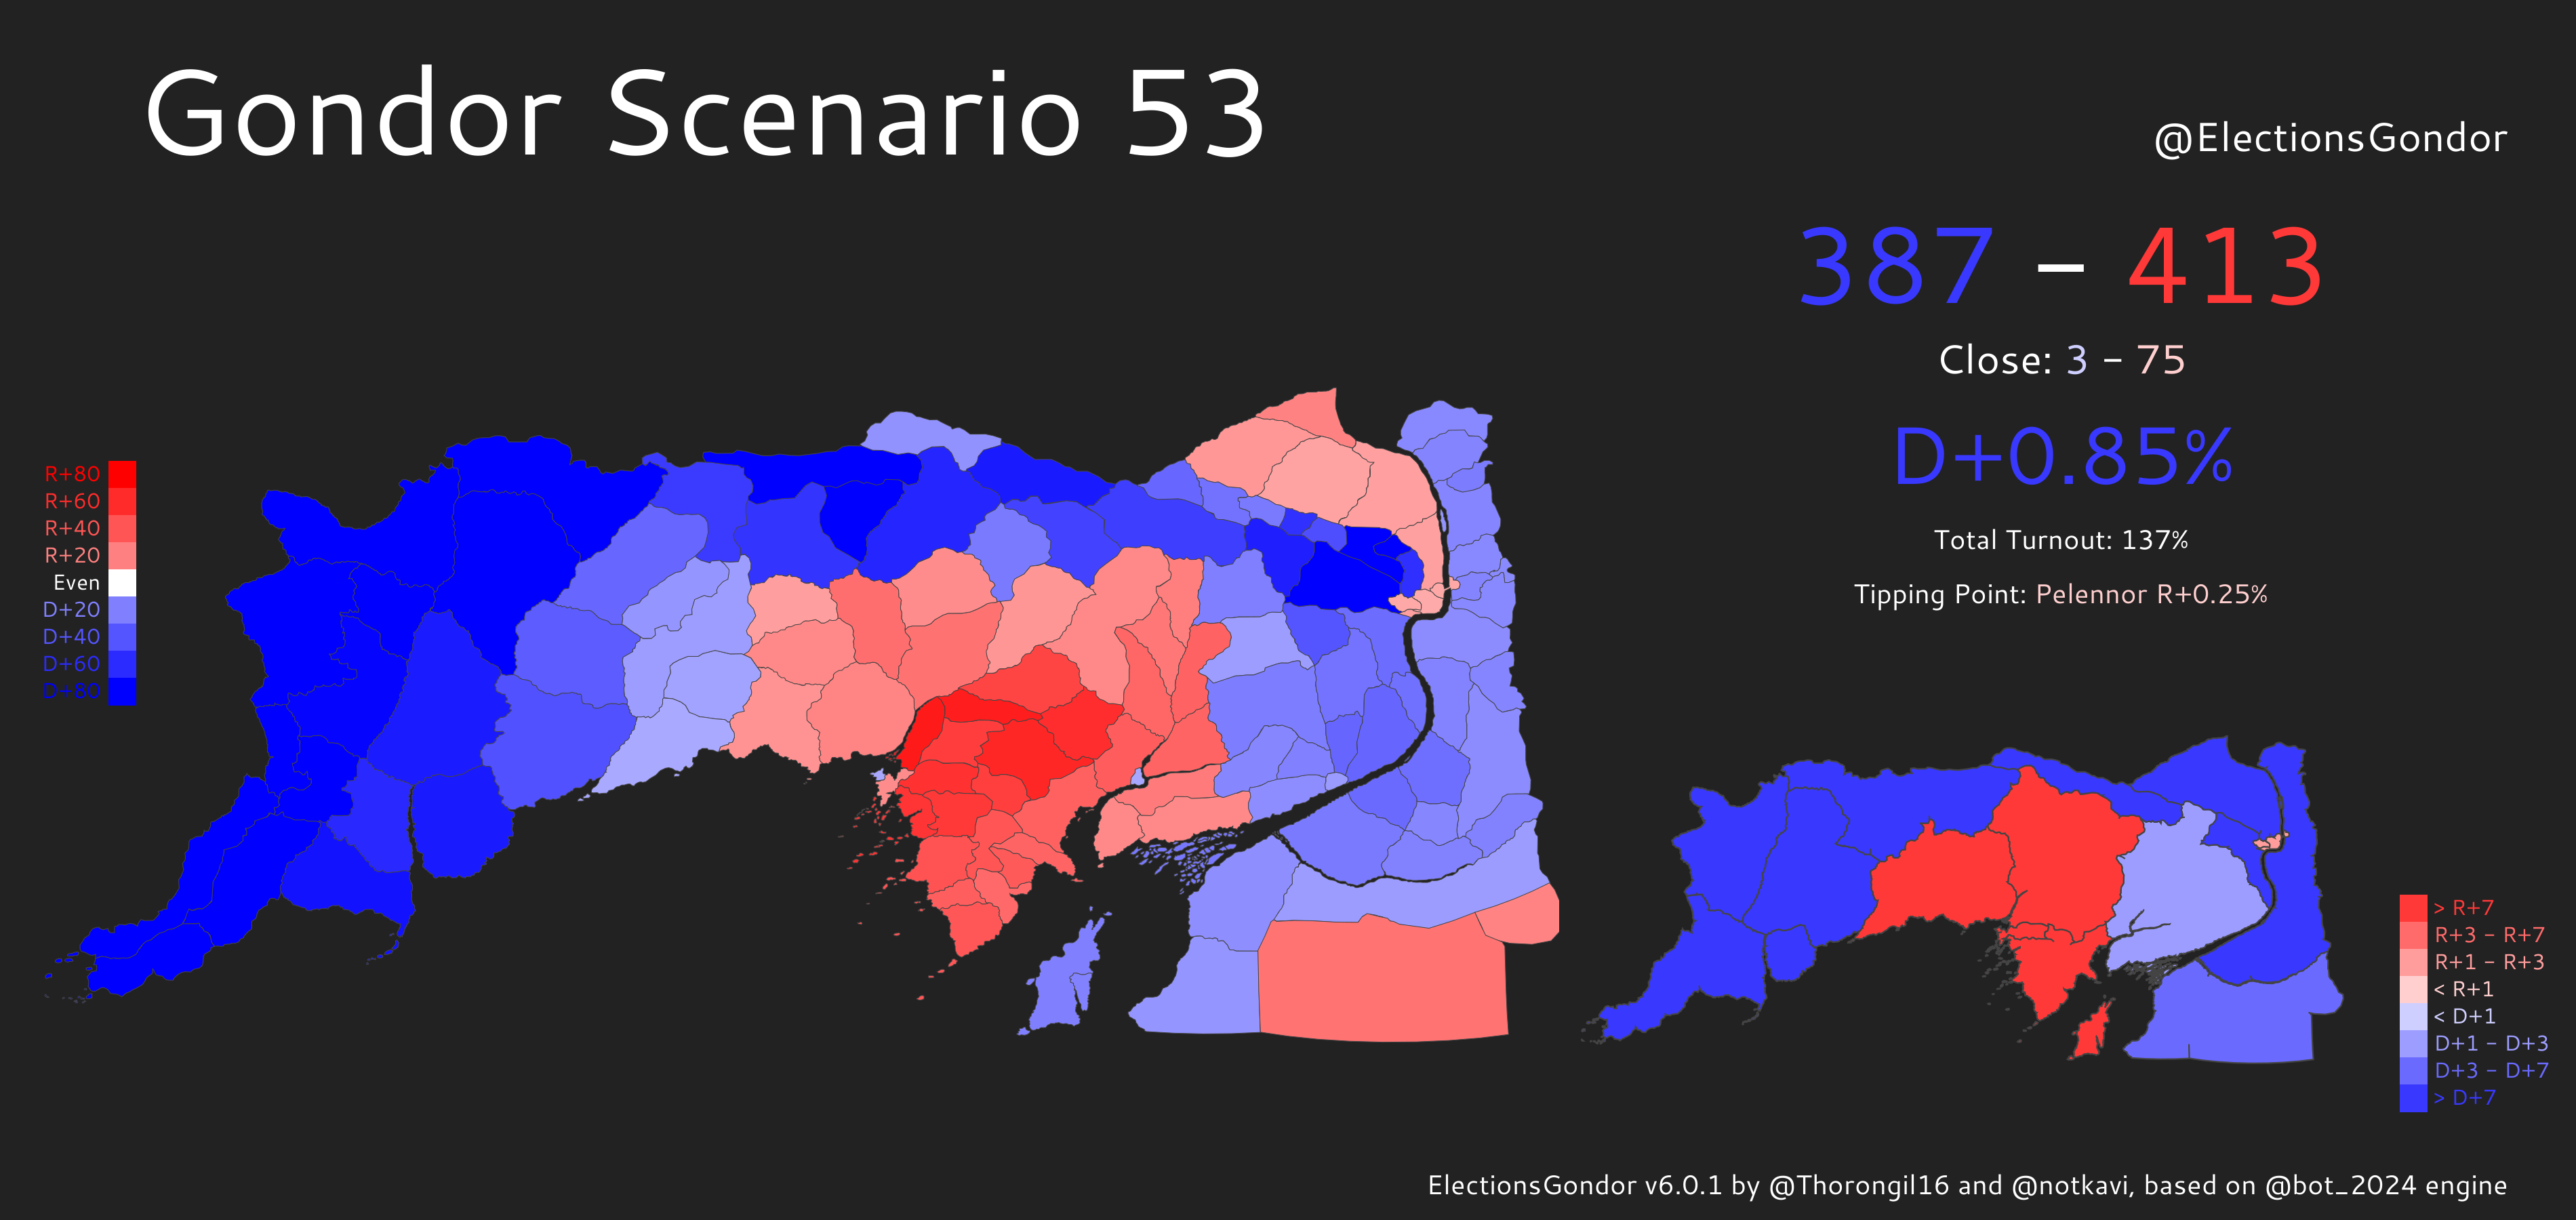 Gondor Scenario 53
@ElectionsGondor
387 – 413
Close: 3 – 75
D+0.85%
Total Turnout: 137%
Tipping Point: Pelennor R+0.25%
R+80
R+60
R+40
R+20
Even
D+20
D+40
D+60
D+80
> R+7
R+3 – R+7
R+1 – R+3
< R+1
< D+1
D+1 – D+3
D+3 – D+7
> D+7
ElectionsGondor v6.0.1 by @Thorongil16 and @notkavi, based on @bot_2024 engine